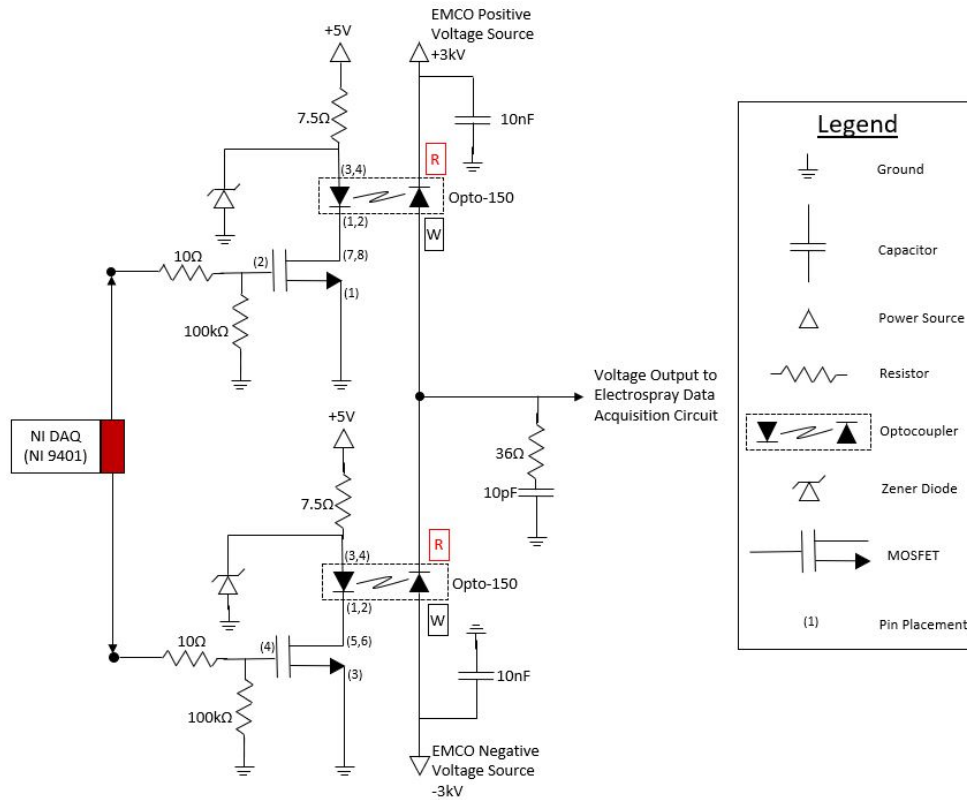 EMCO Positive
Voltage Source
+3kV
+5V
7.5Ω
10nF
R
(3,4)
Opto-150
(1,2)
W
10Ω
(2)
(7,8)
(1)
100kΩ
NI DAQ
(NI 9401)
Voltage Output to
Electrospray Data
Acquisition Circuit
+5V
36Ω
10pF
7.5Ω
R
(3,4)
Opto-150
(1,2)
W
10Ω
(4)
(5,6)
(3)
10nF
100kΩ
EMCO Negative
Voltage Source
-3kV
Legend
Ground
Capacitor
Power Source
Resistor
Optocoupler
Zener Diode
MOSFET
(1)
Pin Placement